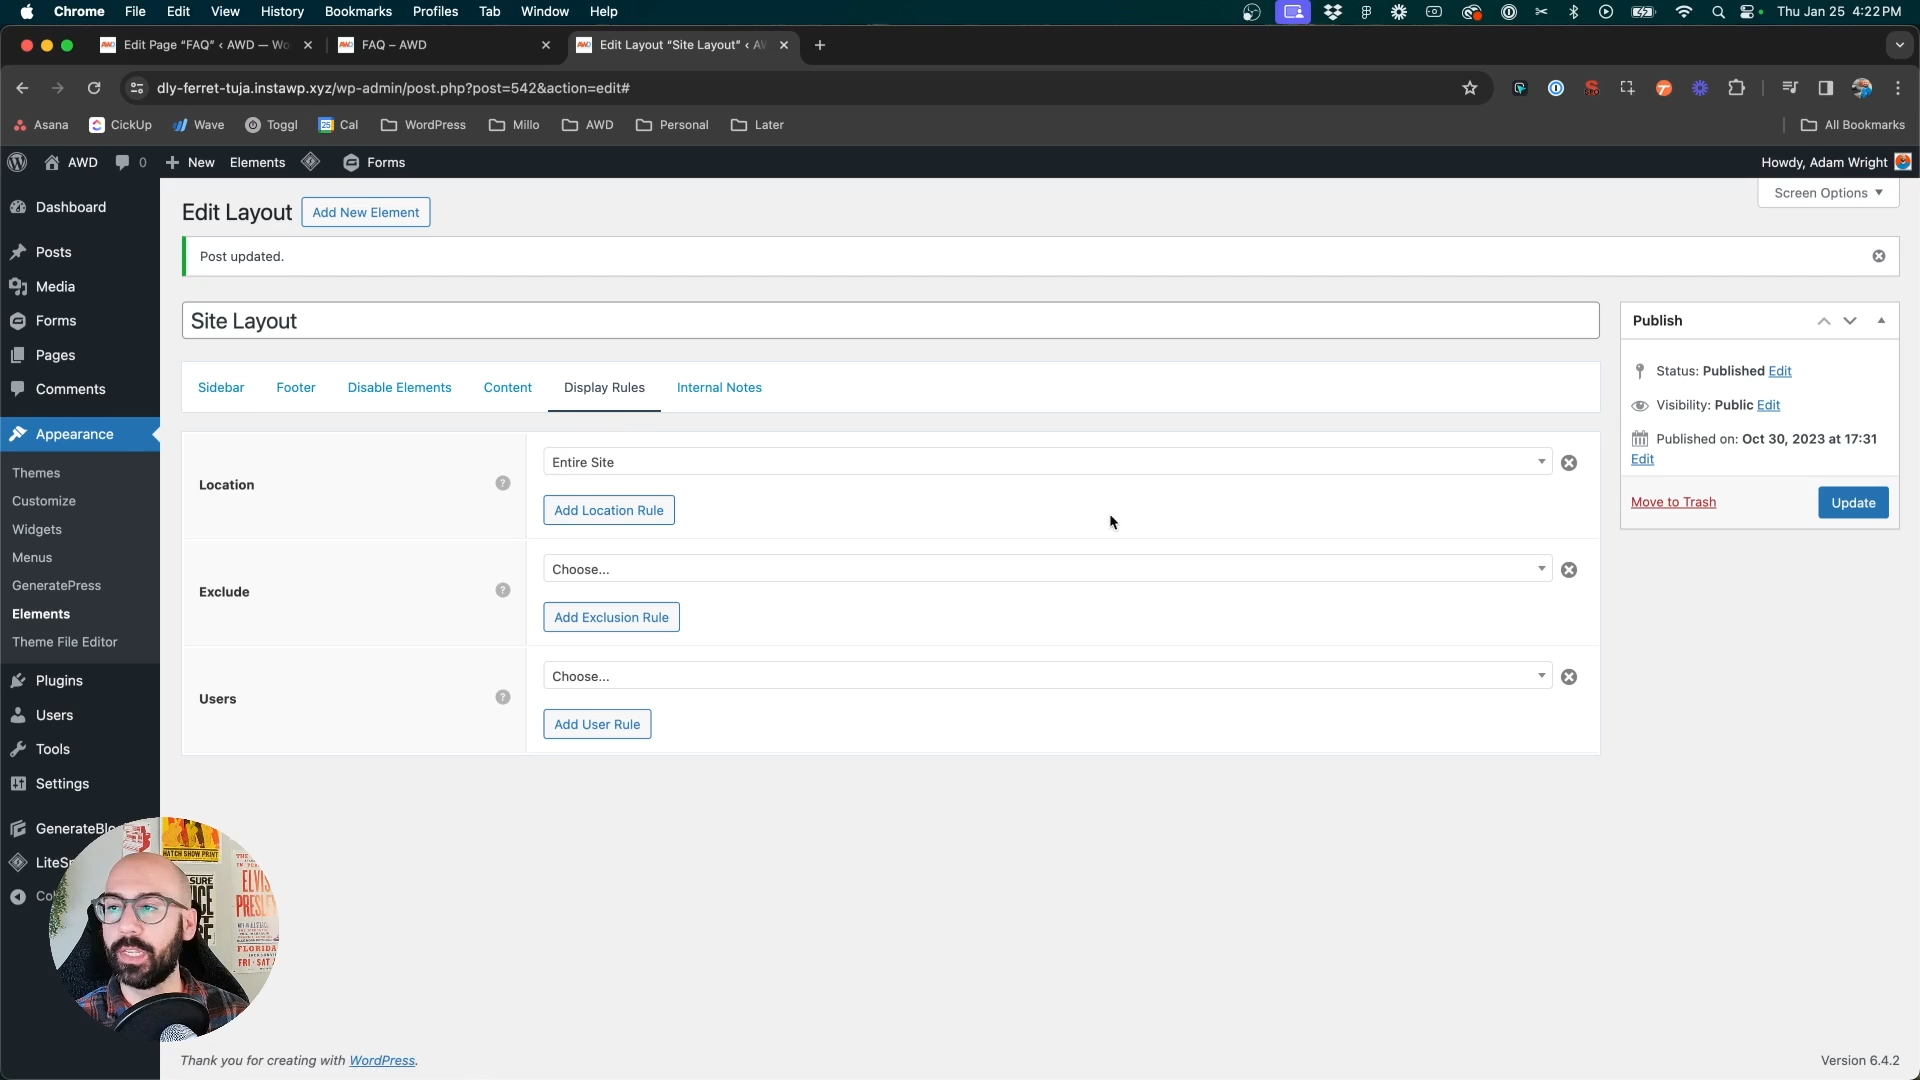 Chrome File Edit View History Bookmarks Profiles Tab Window Help
Thu Jan 25 4:22 PM
Edit Page “FAQ” ‹ AWD — Wo
FAQ – AWD
Edit Layout “Site Layout” ‹ AW
dly-ferret-tuja.instawp.xyz/wp-admin/post.php?post=542&action=edit#
Asana CickUp Wave Toggl Cal WordPress Millo AWD Personal Later All Bookmarks
AWD 0 New Elements Forms Howdy, Adam Wright
Screen Options
Dashboard
Posts
Media
Forms
Pages
Comments
Appearance
Themes
Customize
Widgets
Menus
GeneratePress
Elements
Theme File Editor
Plugins
Users
Tools
Settings
GenerateBlo
LiteSp
Col
Edit Layout Add New Element
Post updated.
Site Layout
Sidebar Footer Disable Elements Content Display Rules Internal Notes
Location
Entire Site
Add Location Rule
Exclude
Choose...
Add Exclusion Rule
Users
Choose...
Add User Rule
Publish
Status: Published Edit
Visibility: Public Edit
Published on: Oct 30, 2023 at 17:31
Edit
Move to Trash Update
HATCH SHOW PRINT
ELVIS
FLORIDA
Thank you for creating with WordPress.
Version 6.4.2